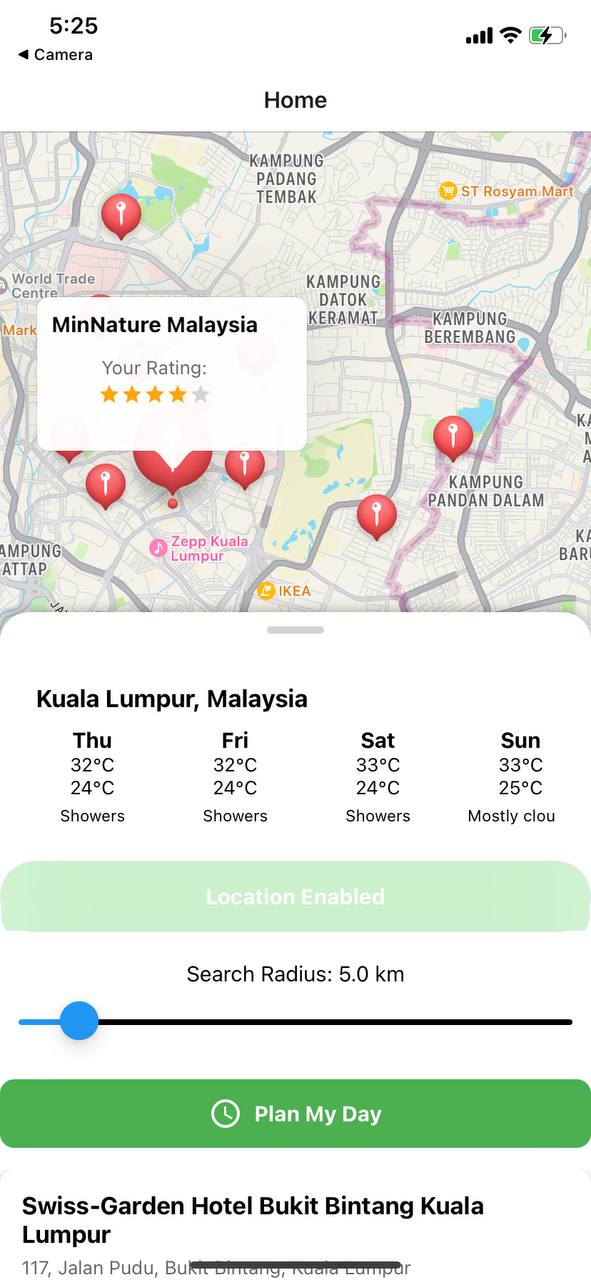 5:25
◀ Camera
Home
KAMPUNG
PADANG
TEMBAK
ST Rosyam Mart
World Trade
Centre
KAMPUNG
DATOK
KERAMAT
Mark
KAMPUNG
BEREMBANG
MinNature Malaysia
Your Rating:
KAMPUNG
PANDAN DALAM
Zepp Kuala
Lumpur
AMPUNG
ATTAP
KA
BARU
IKEA
Kuala Lumpur, Malaysia
Thu Fri Sat Sun
32°C 32°C 33°C 33°C
24°C 24°C 24°C 25°C
Showers Showers Showers Mostly clou
Location Enabled
Search Radius: 5.0 km
Plan My Day
Swiss-Garden Hotel Bukit Bintang Kuala
Lumpur
117, Jalan Pudu, Bukit Bintang, Kuala Lumpur